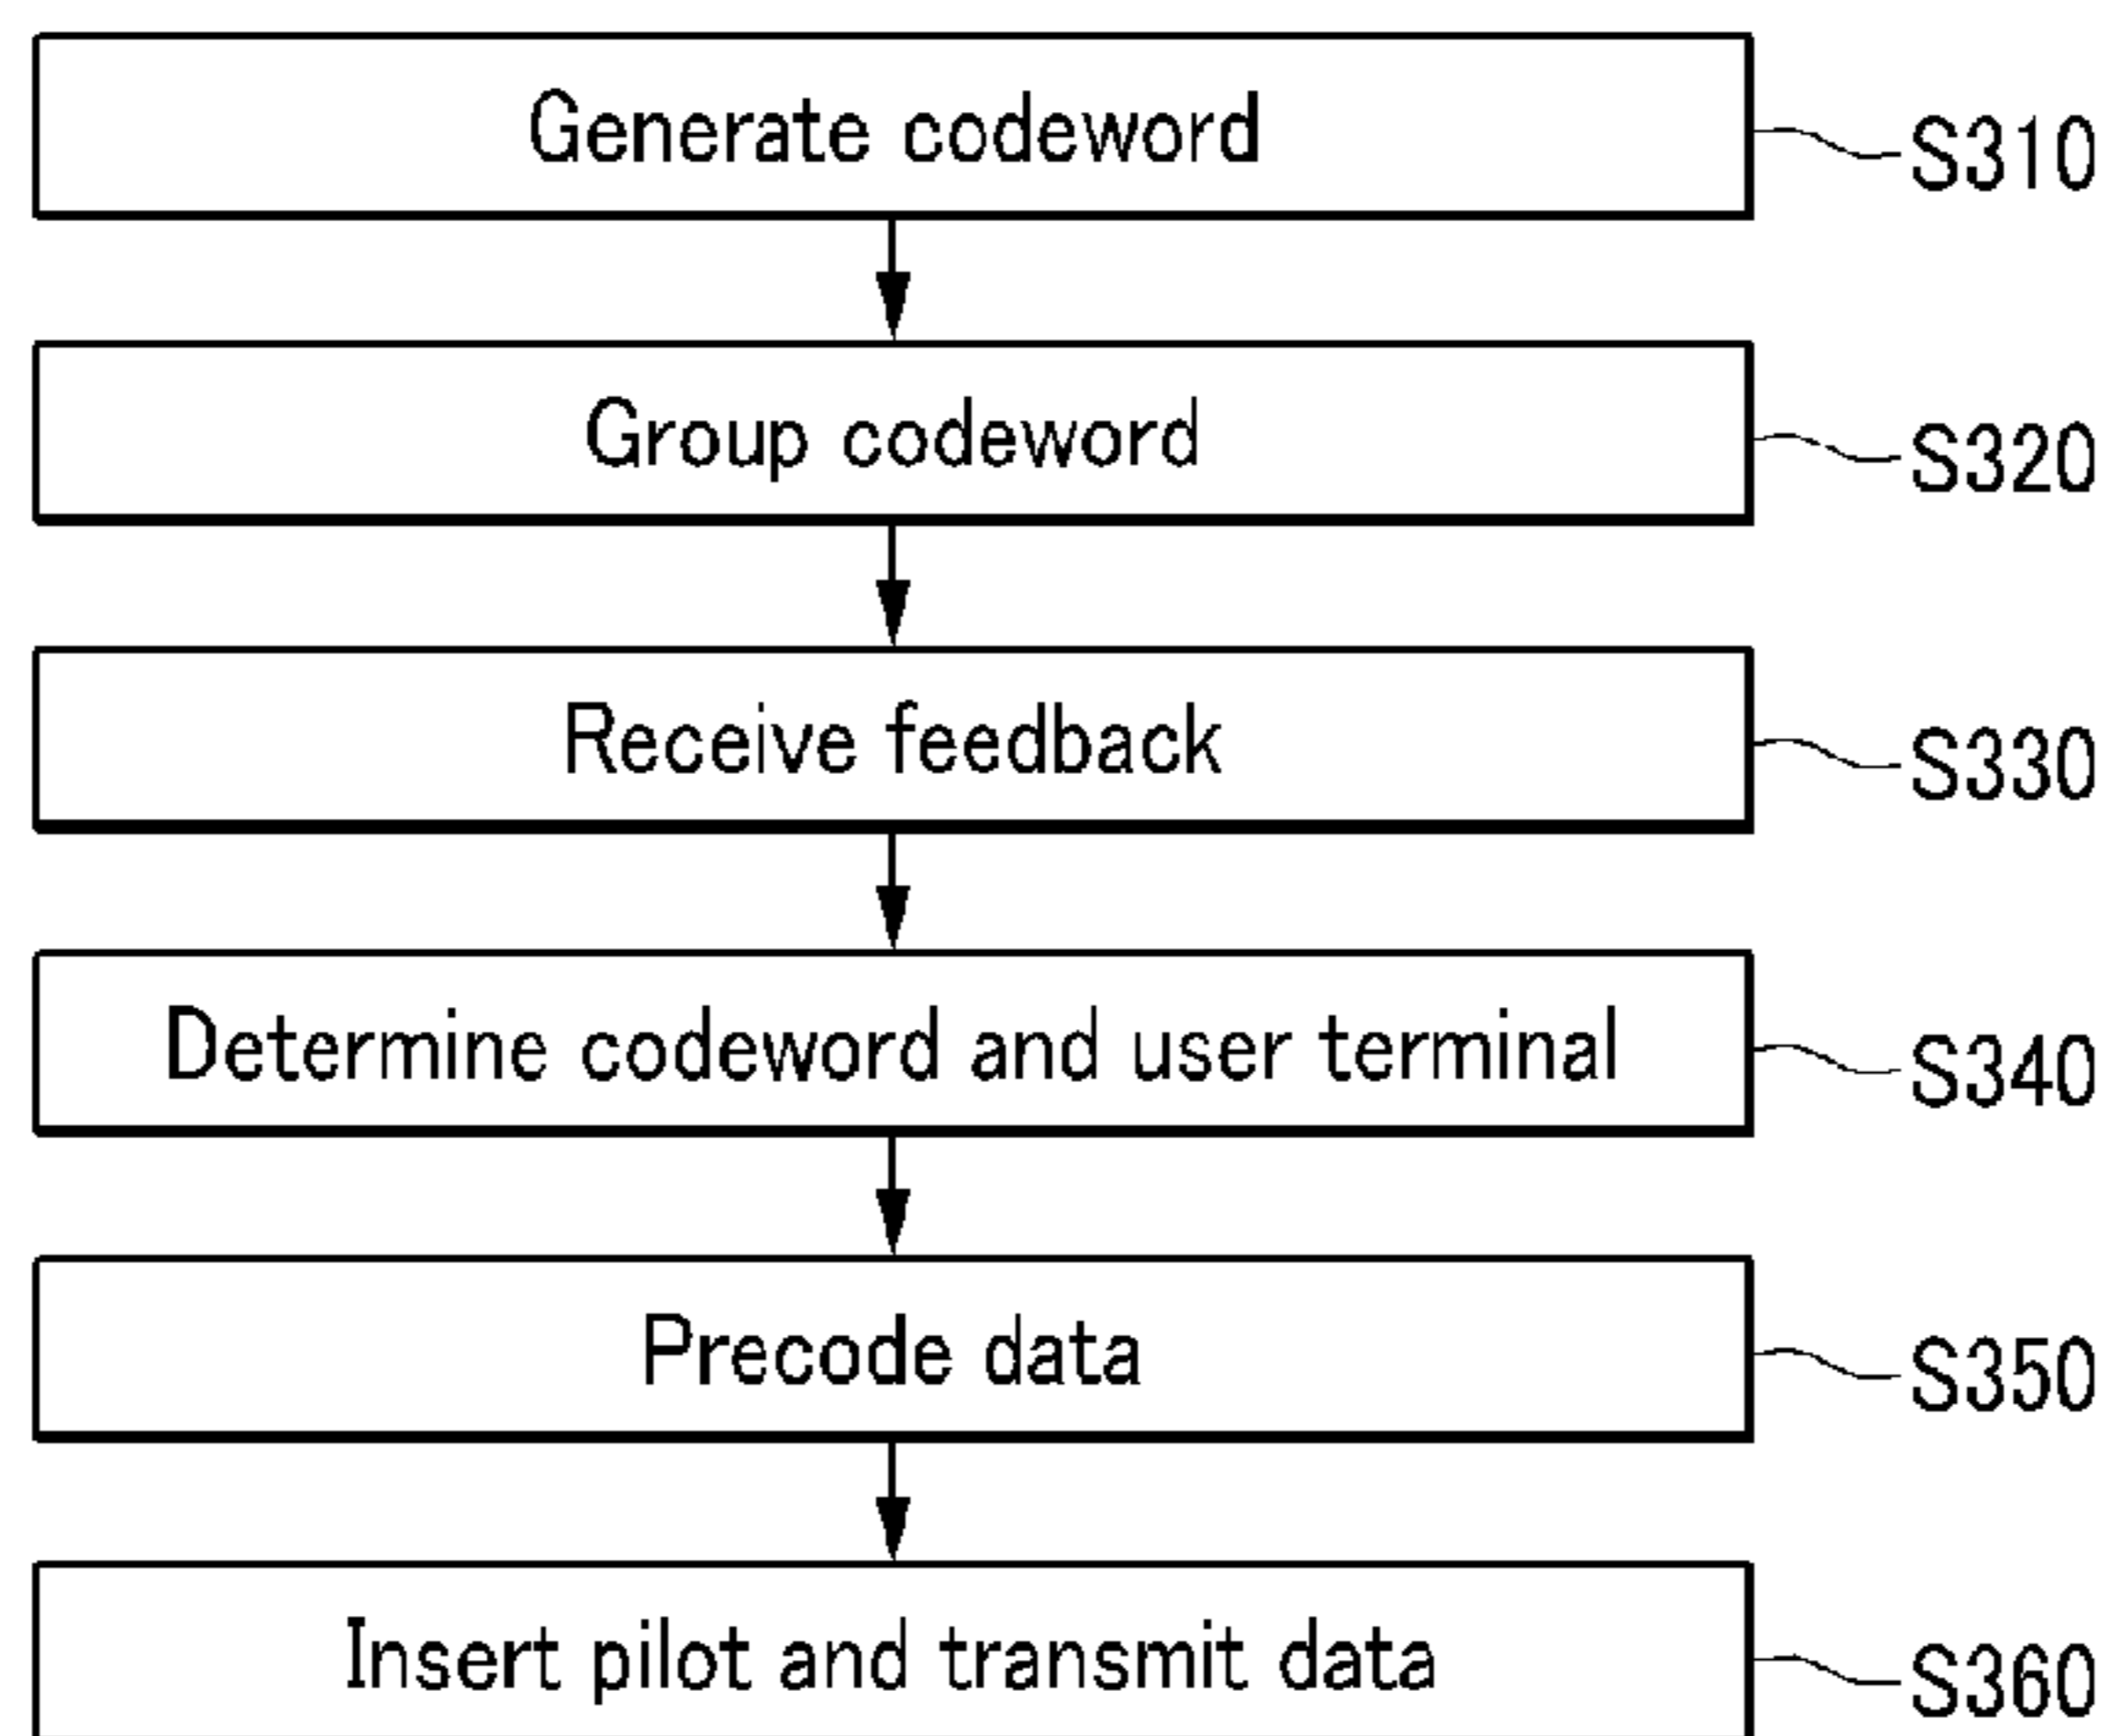 Generate codeword S310
Group codeword S320
Receive feedback S330
Determine codeword and user terminal S340
Precode data S350
Insert pilot and transmit data S360